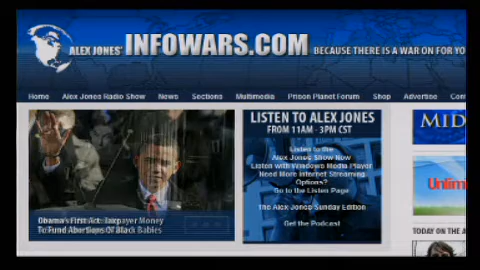 ALEX JONES' INFOWARS.COM BECAUSE THERE IS A WAR ON FOR YO
Home Alex Jones Radio Show News Sections Multimedia Prison Planet Forum Shop Advertise Con
LISTEN TO ALEX JONES
FROM 11AM - 3PM CST
Listen to the
Alex Jones Show Now
Listen with Windows Media Player
Need More Internet Streaming
Options?
Go to the Listen Page
The Alex Jones Sunday Edition
Get the Podcast
Obama's First Act: Taxpayer Money
To Fund Abortions Of Black Babies
MID
Unlim
TODAY ON THE A